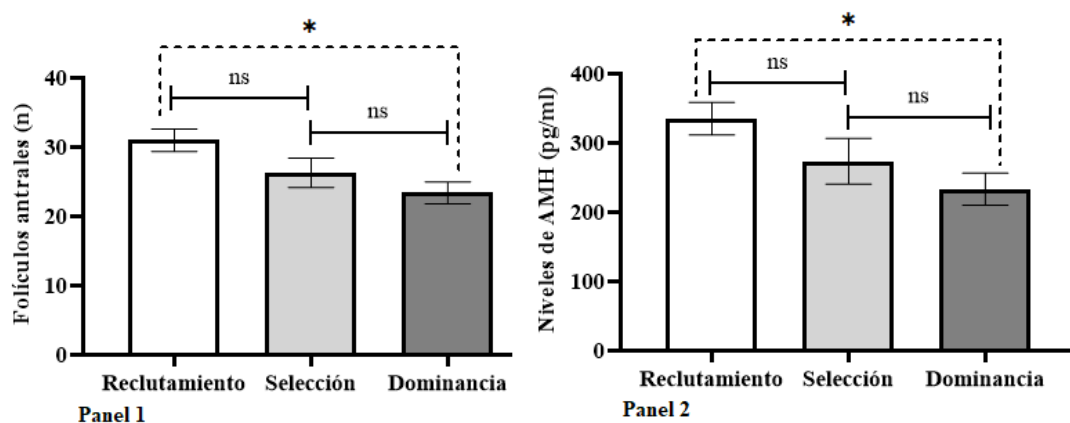 *
ns
ns
Folículos antrales (n)
40
30
20
10
0
Reclutamiento Selección Dominancia
Panel 1
*
ns
ns
Niveles de AMH (pg/ml)
400
300
200
100
0
Reclutamiento Selección Dominancia
Panel 2